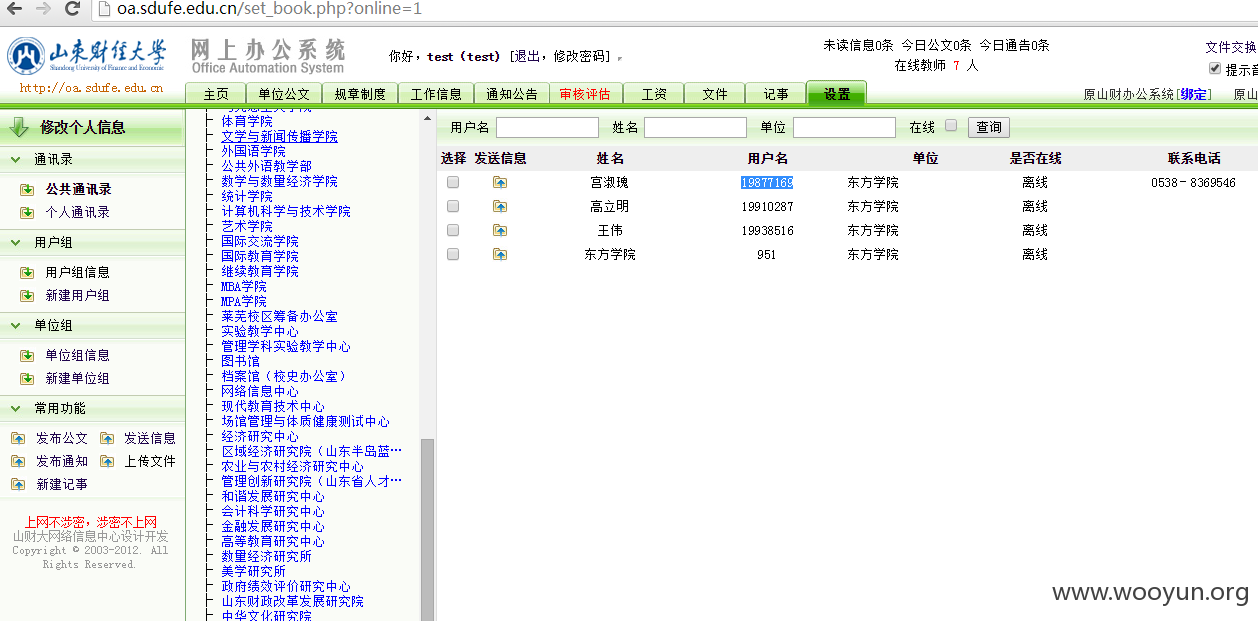 oa.sdufe.edu.cn/set_book.php?online=1
山东财经大学
Shandong University of Finance and Economics
http://oa.sdufe.edu.cn
网上办公系统
Office Automation System
你好，test (test) [退出，修改密码]。
未读信息0条 今日公文0条 今日通告0条
在线教师 7 人
文件交换
提示音
主页 单位公文 规章制度 工作信息 通知公告 审核评估 工资 文件 记事 设置
原山财办公系统[绑定] 原山
修改个人信息
通讯录
公共通讯录
个人通讯录
用户组
用户组信息
新建用户组
单位组
单位组信息
新建单位组
常用功能
发布公文 发送信息
发布通知 上传文件
新建记事
上网不涉密，涉密不上网
山财大网络信息中心设计开发
Copyright © 2003-2012. All
Rights Reserved.
体育学院
文学与新闻传播学院
外国语学院
公共外语教学部
数学与数量经济学院
统计学院
计算机科学与技术学院
艺术学院
国际交流学院
国际教育学院
继续教育学院
MBA学院
MPA学院
莱芜校区筹备办公室
实验教学中心
管理学科实验教学中心
图书馆
档案馆（校史办公室）
网络信息中心
现代教育技术中心
场馆管理与体质健康测试中心
经济研究中心
区域经济研究院（山东半岛蓝…
农业与农村经济研究中心
管理创新研究院（山东省人才…
和谐发展研究中心
会计科学研究中心
金融发展研究中心
高等教育研究中心
数量经济研究所
美学研究所
政府绩效评价研究中心
山东财政改革发展研究院
中华文化研究院
用户名 姓名 单位 在线 查询
选择 发送信息 姓名 用户名 单位 是否在线 联系电话
宫淑瑰 19877169 东方学院 离线 0538－8369546
高立明 19910287 东方学院 离线
王伟 19938516 东方学院 离线
东方学院 951 东方学院 离线
www.wooyun.org